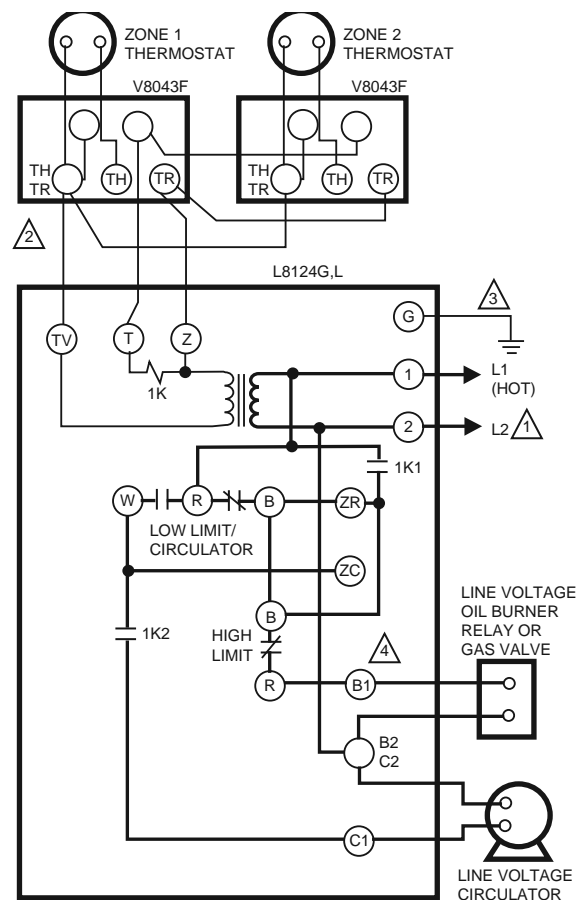 ZONE 1
THERMOSTAT
ZONE 2
THERMOSTAT
V8043F
V8043F
TH
TR
TH
TR
TH
TR
TH
TR
2
L8124G,L
3
G
TV
T
Z
1K
1
L1
(HOT)
2
L2
1
1K1
W
R
B
ZR
LOW LIMIT/
CIRCULATOR
ZC
LINE VOLTAGE
OIL BURNER
RELAY OR
GAS VALVE
B
1K2
HIGH
LIMIT
4
R
B1
B2
C2
C1
LINE VOLTAGE
CIRCULATOR